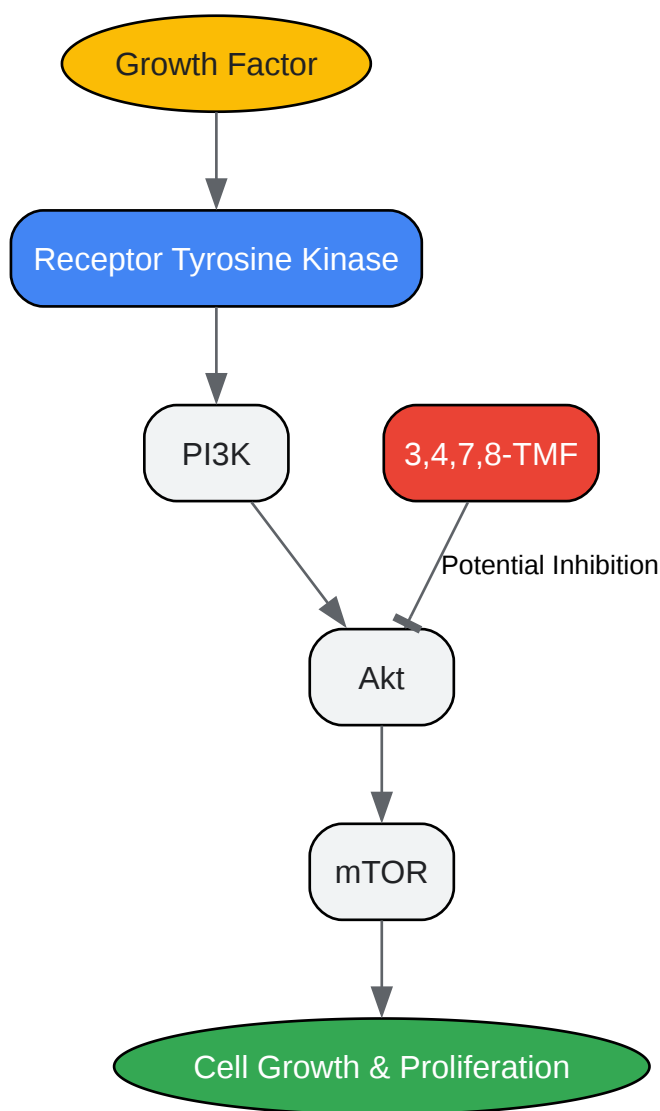 Growth Factor
Receptor Tyrosine Kinase
PI3K
3,4,7,8-TMF
Potential Inhibition
Akt
mTOR
Cell Growth & Proliferation